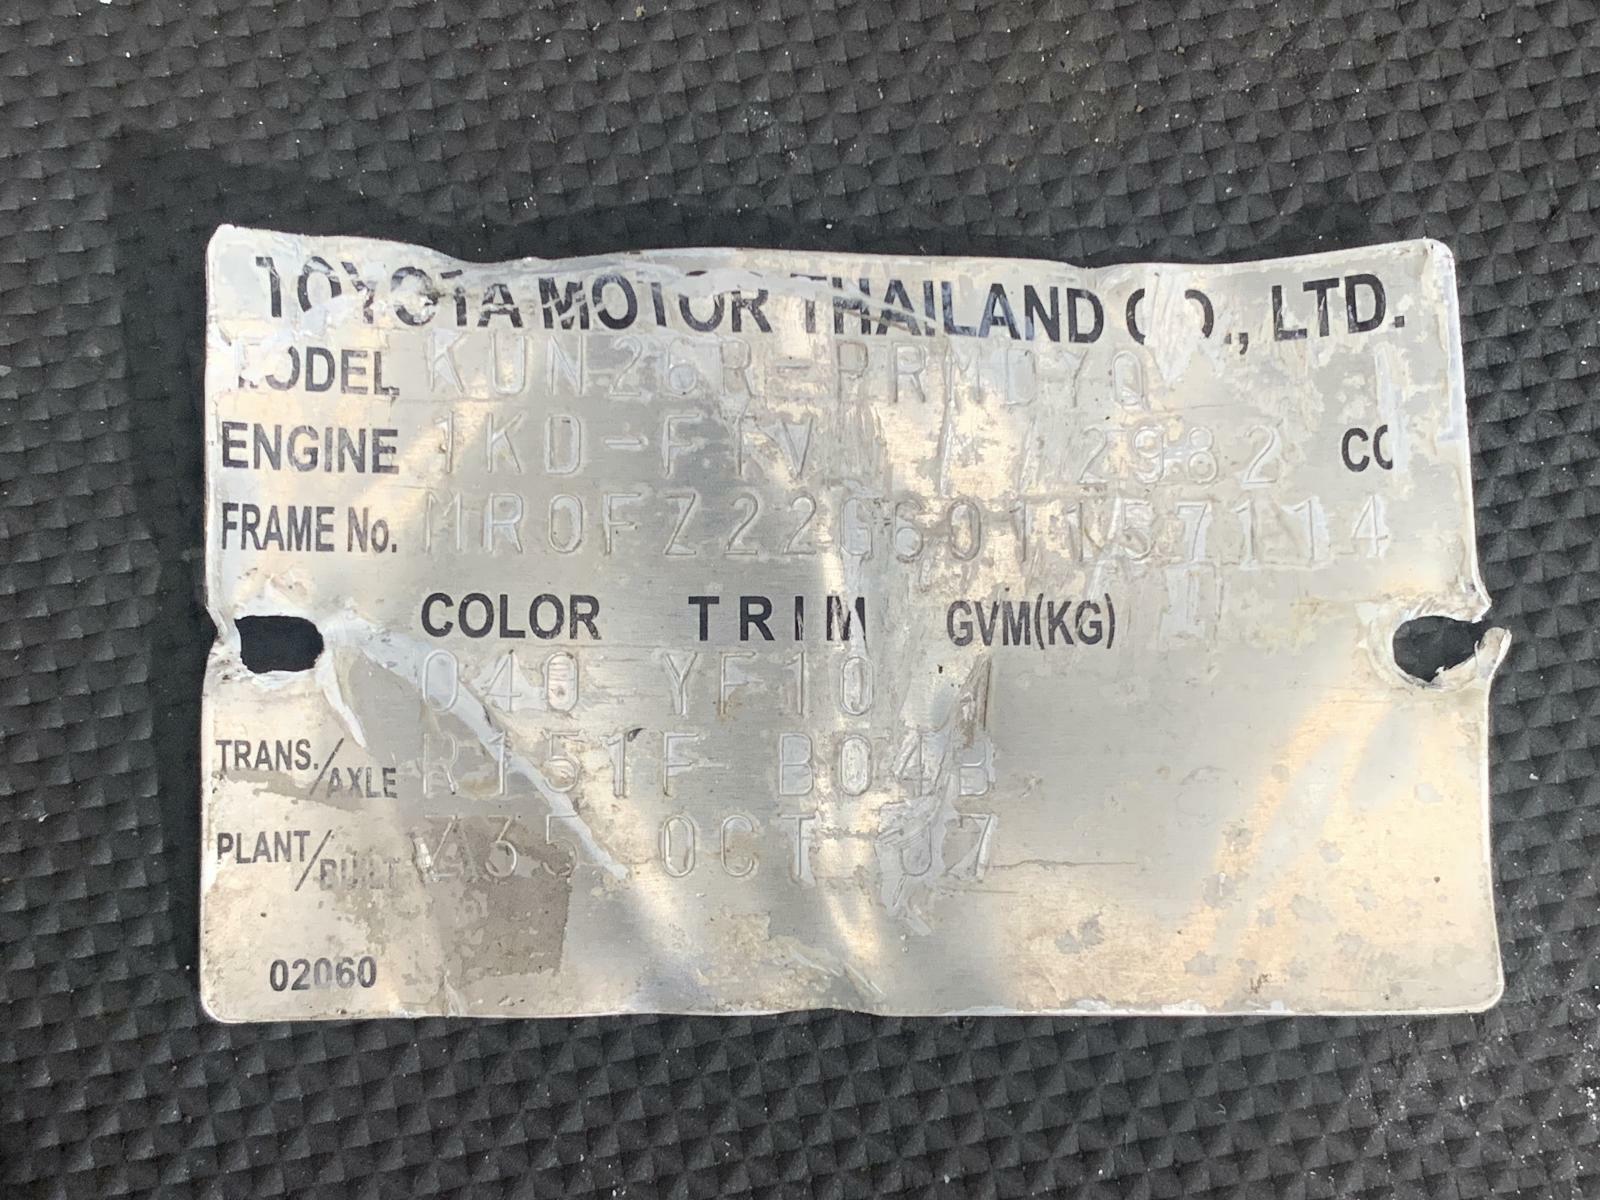 TOYOTA MOTOR THAILAND CO., LTD.
MODEL KUN26R-PRMDYQ
ENGINE 1KD-FTV 2982 CC
FRAME No. MR0FZ22G601157114
COLOR TRIM GVM(KG)
040 YF10
TRANS./AXLE R151F B04B
PLANT/BUILT Z35 OCT 07
02060